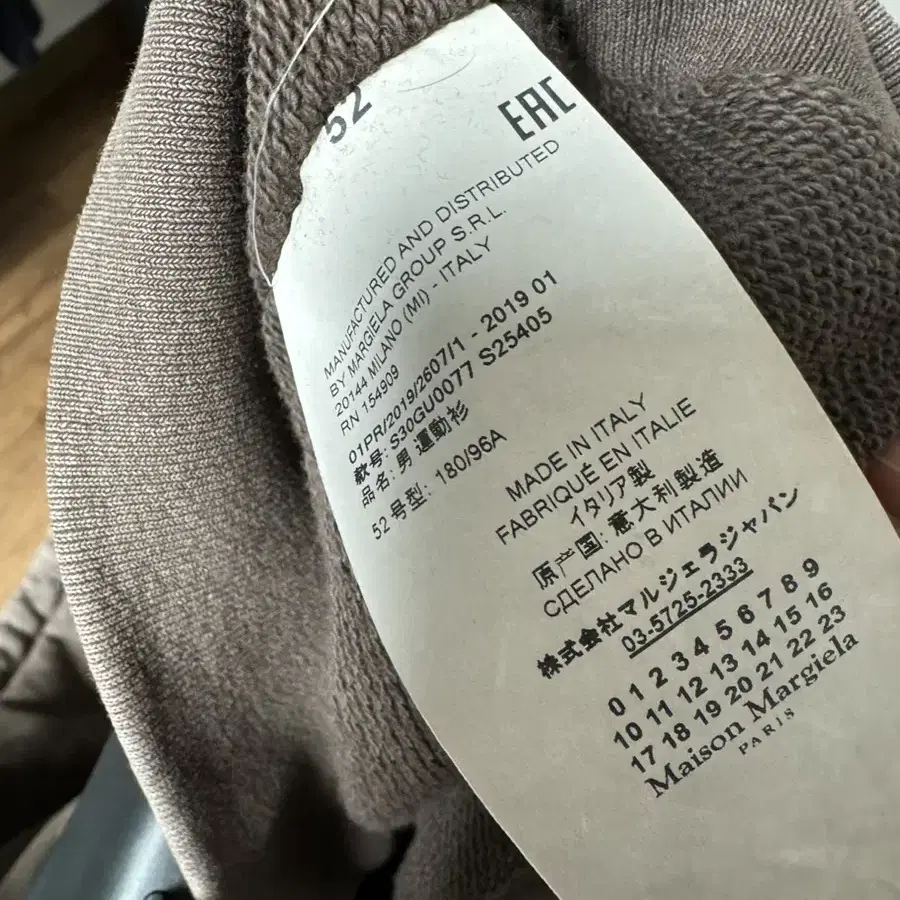 52
EAC
MANUFACTURED AND DISTRIBUTED
BY MARGIELA GROUP S.R.L.
20144 MILANO (MI) - ITALY
RN 154909
01PR/2019/2607/1 - 2019 01
款号: S30GU0077 S25405
品名: 男 運動衫
52 号型: 180/96A
MADE IN ITALY
FABRIQUÉ EN ITALIE
イタリア製
原产国: 意大利製造
СДЕЛАНО В ИТАЛИИ
株式会社マルジェラジャパン
03-5725-2333
0 1 2 3 4 5 6 7 8 9
10 11 12 13 14 15 16
17 18 19 20 21 22 23
Maison Margiela
PARIS